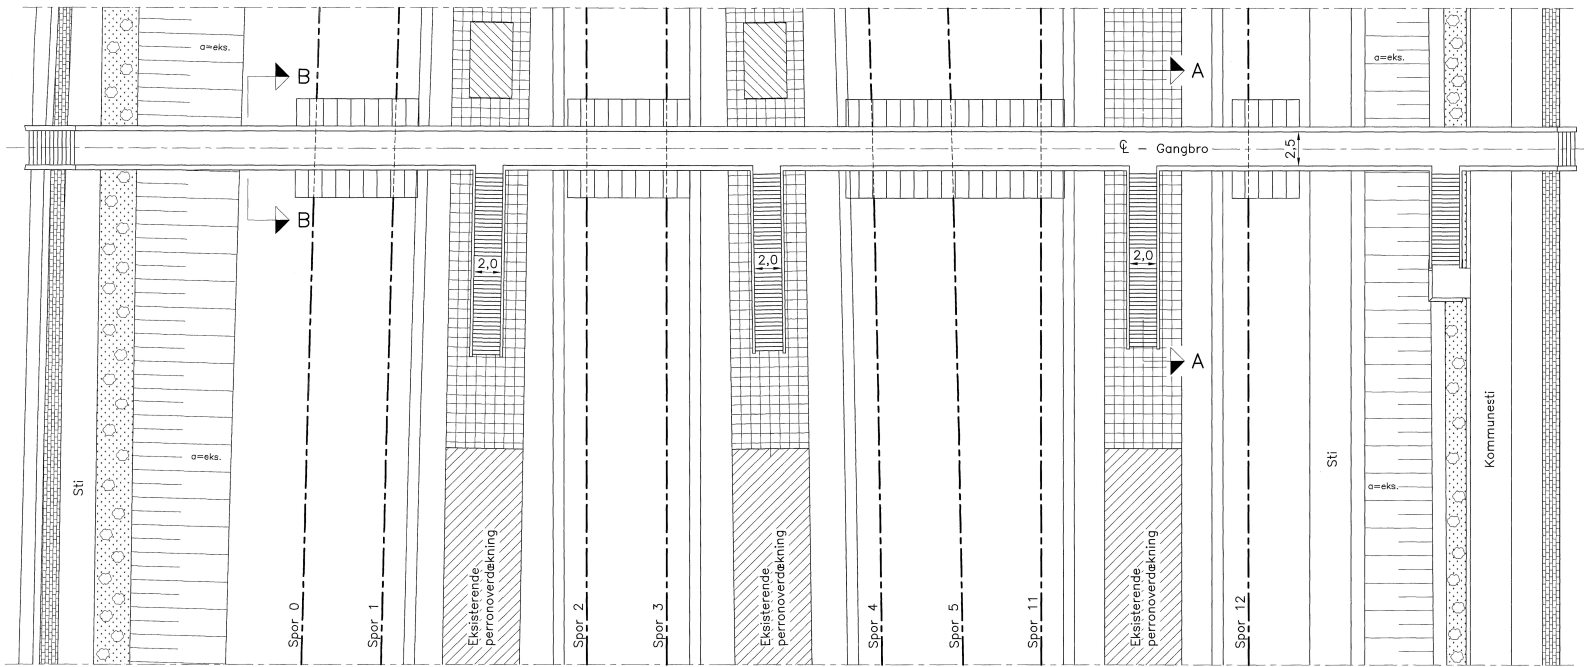 a=eks.
a=eks.
B
A
℄ - Gangbro
2,5
B
2,0
2,0
2,0
A
a=eks.
a=eks.
Sti
Sti
Kommunesti
Spor 0
Spor 1
Eksisterende
perronoverdækning
Spor 2
Spor 3
Eksisterende
perronoverdækning
Spor 4
Spor 5
Spor 11
Eksisterende
perronoverdækning
Spor 12